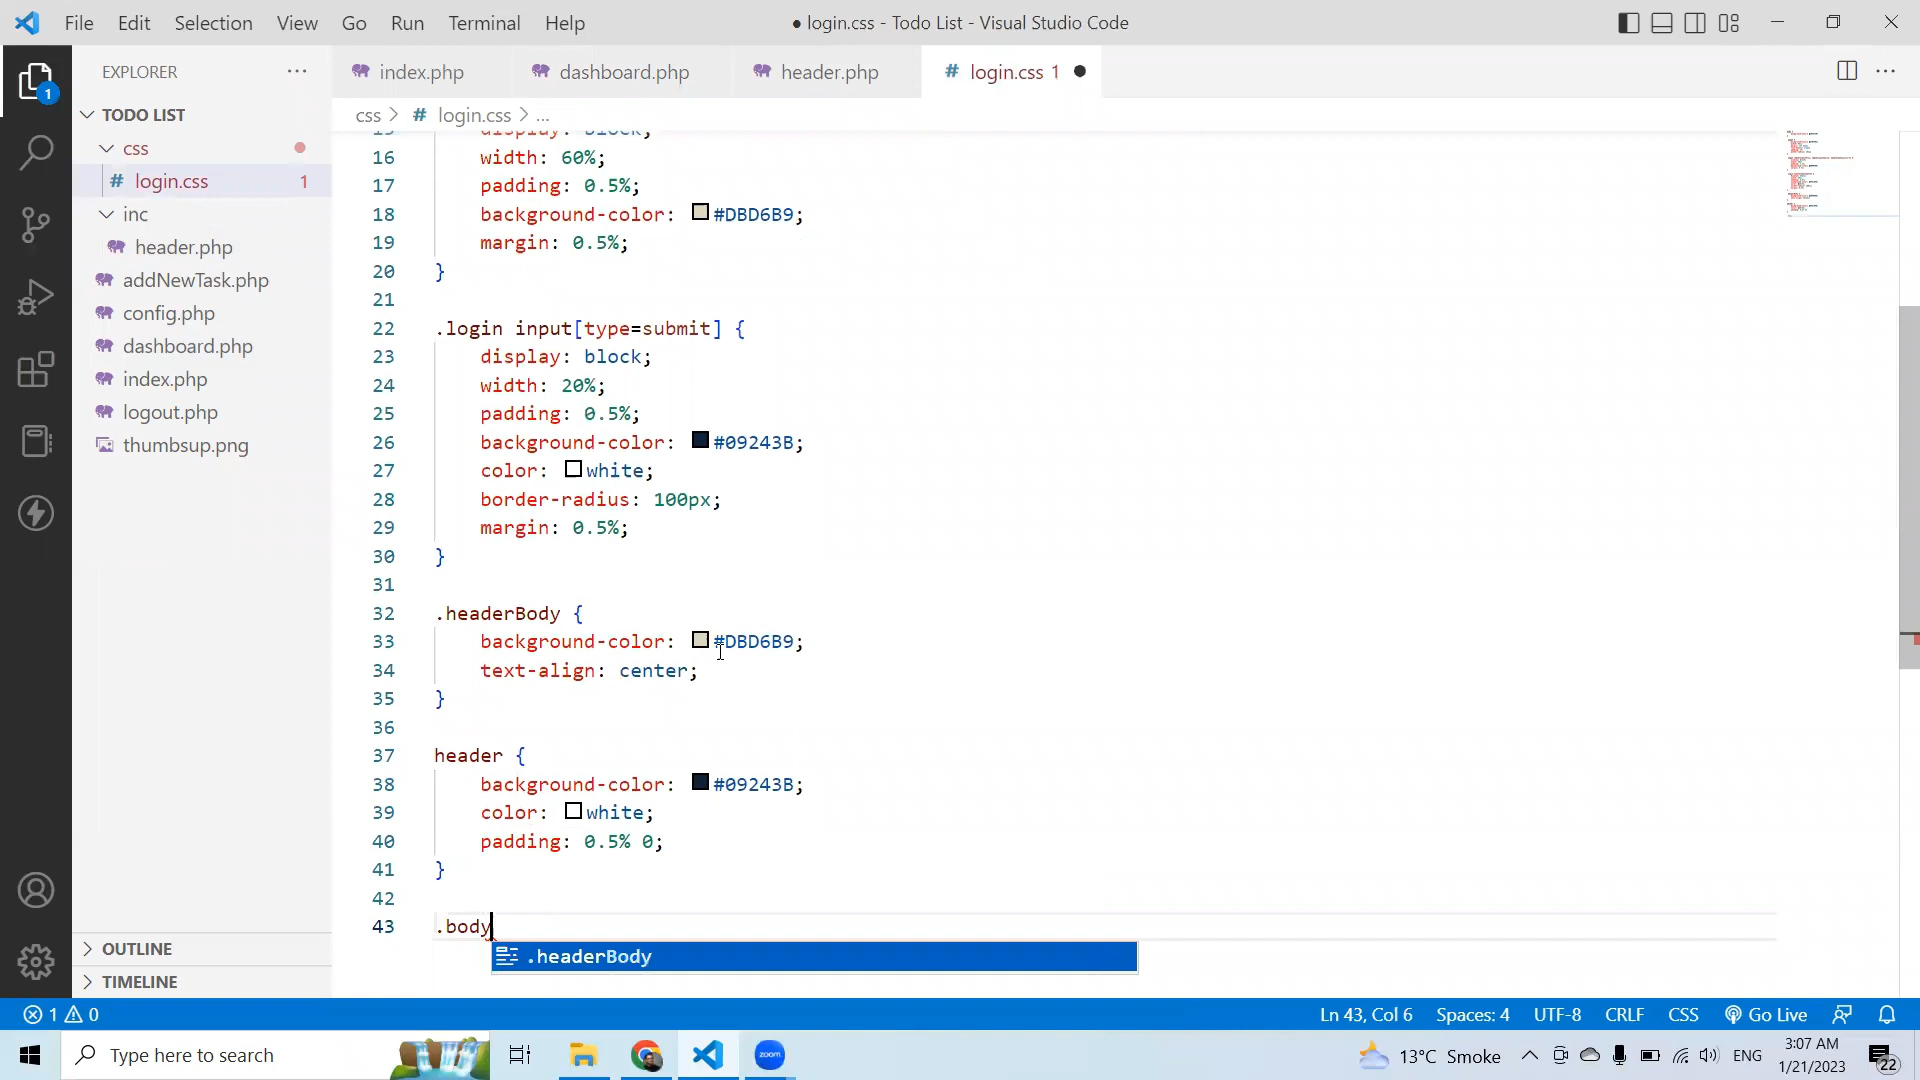 File Edit Selection View Go Run Terminal Help
● login.css - Todo List - Visual Studio Code
EXPLORER
TODO LIST
css
# login.css 1
inc
header.php
addNewTask.php
config.php
dashboard.php
index.php
logout.php
thumbsup.png
OUTLINE
TIMELINE
1
index.php dashboard.php header.php # login.css 1 ●
css > # login.css > ...
15 display: block;
16 width: 60%;
17 padding: 0.5%;
18 background-color: #DBD6B9;
19 margin: 0.5%;
20 }
21
22 .login input[type=submit] {
23 display: block;
24 width: 20%;
25 padding: 0.5%;
26 background-color: #09243B;
27 color: white;
28 border-radius: 100px;
29 margin: 0.5%;
30 }
31
32 .headerBody {
33 background-color: #DBD6B9;
34 text-align: center;
35 }
36
37 header {
38 background-color: #09243B;
39 color: white;
40 padding: 0.5% 0;
41 }
42
43 .body
.headerBody
1 0
Ln 43, Col 6 Spaces: 4 UTF-8 CRLF CSS Go Live
Type here to search
zoom
13°C Smoke
ENG
3:07 AM
1/21/2023
22